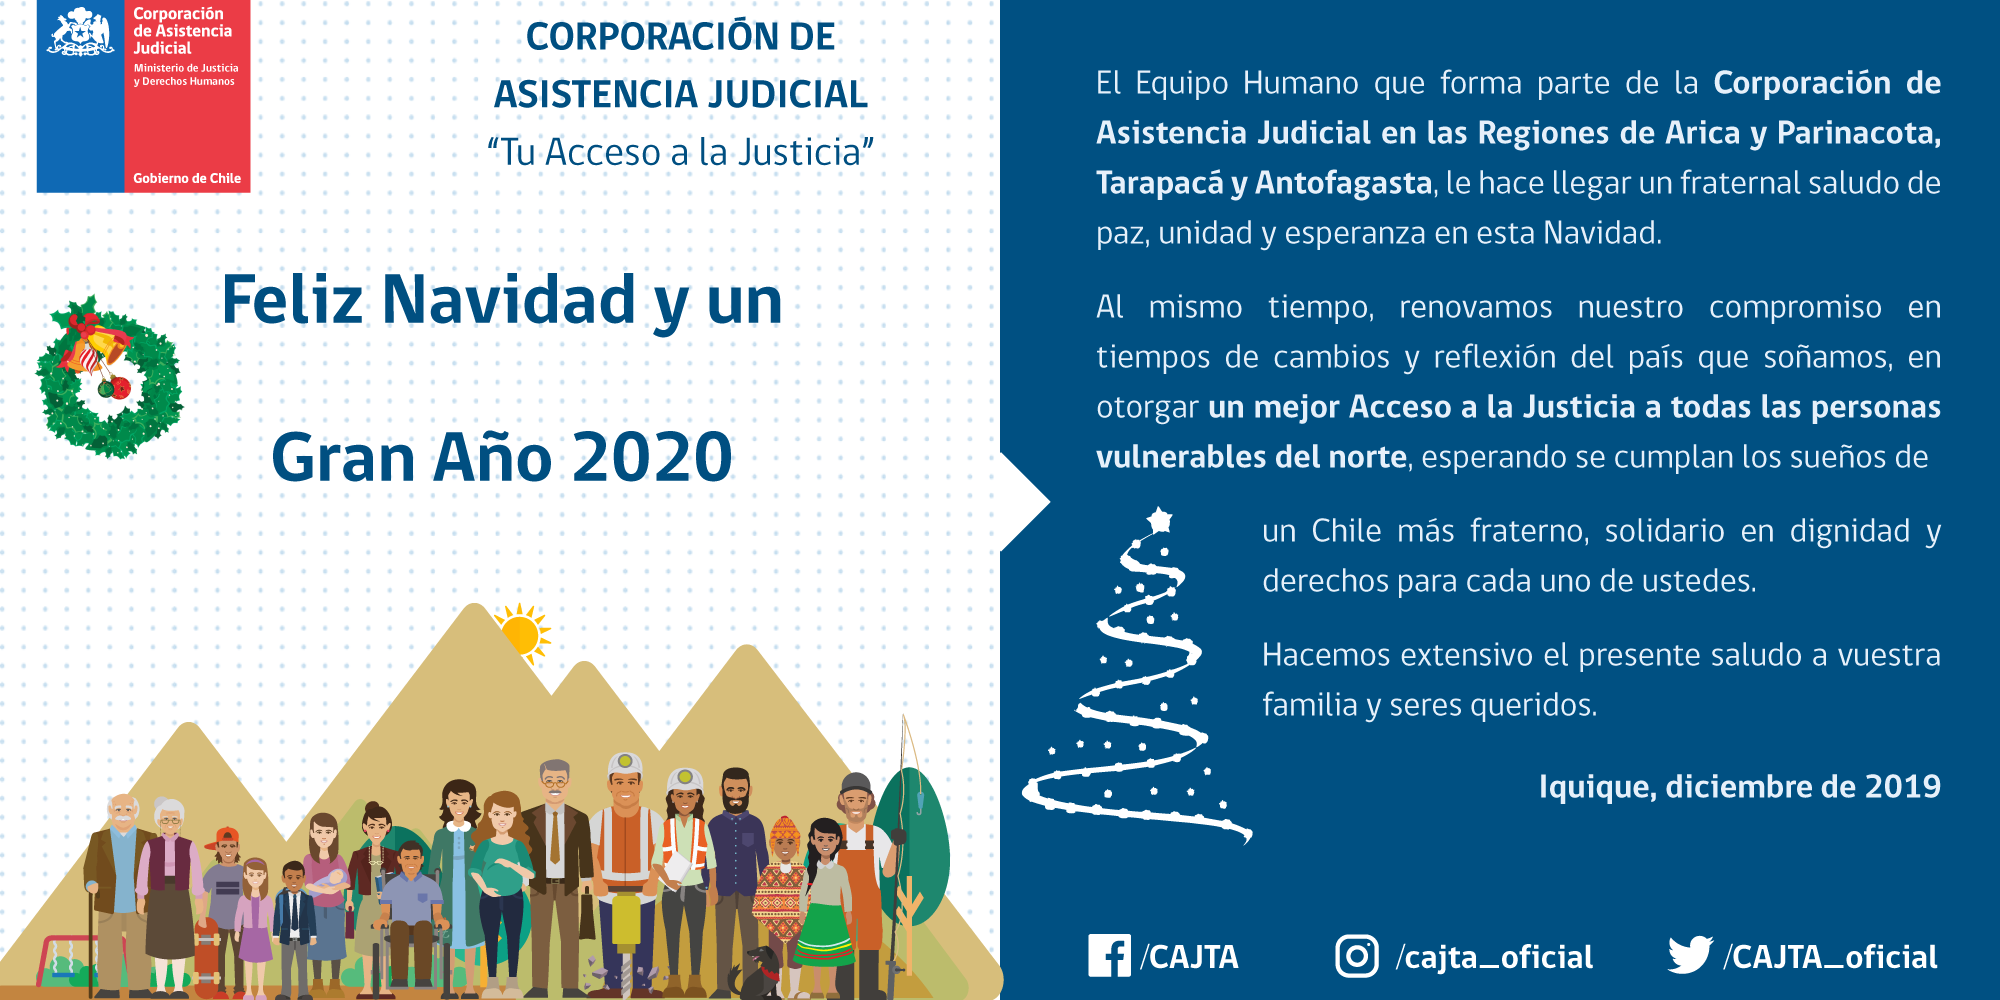 Corporación
de Asistencia
Judicial
Ministerio de Justicia
y Derechos Humanos
Gobierno de Chile
CORPORACIÓN DE
ASISTENCIA JUDICIAL
“Tu Acceso a la Justicia”
Feliz Navidad y un
Gran Año 2020
El Equipo Humano que forma parte de la Corporación de
Asistencia Judicial en las Regiones de Arica y Parinacota,
Tarapacá y Antofagasta, le hace llegar un fraternal saludo de
paz, unidad y esperanza en esta Navidad.
Al mismo tiempo, renovamos nuestro compromiso en
tiempos de cambios y reflexión del país que soñamos, en
otorgar un mejor Acceso a la Justicia a todas las personas
vulnerables del norte, esperando se cumplan los sueños de
un Chile más fraterno, solidario en dignidad y
derechos para cada uno de ustedes.
Hacemos extensivo el presente saludo a vuestra
familia y seres queridos.
Iquique, diciembre de 2019
/CAJTA
/cajta_oficial
/CAJTA_oficial